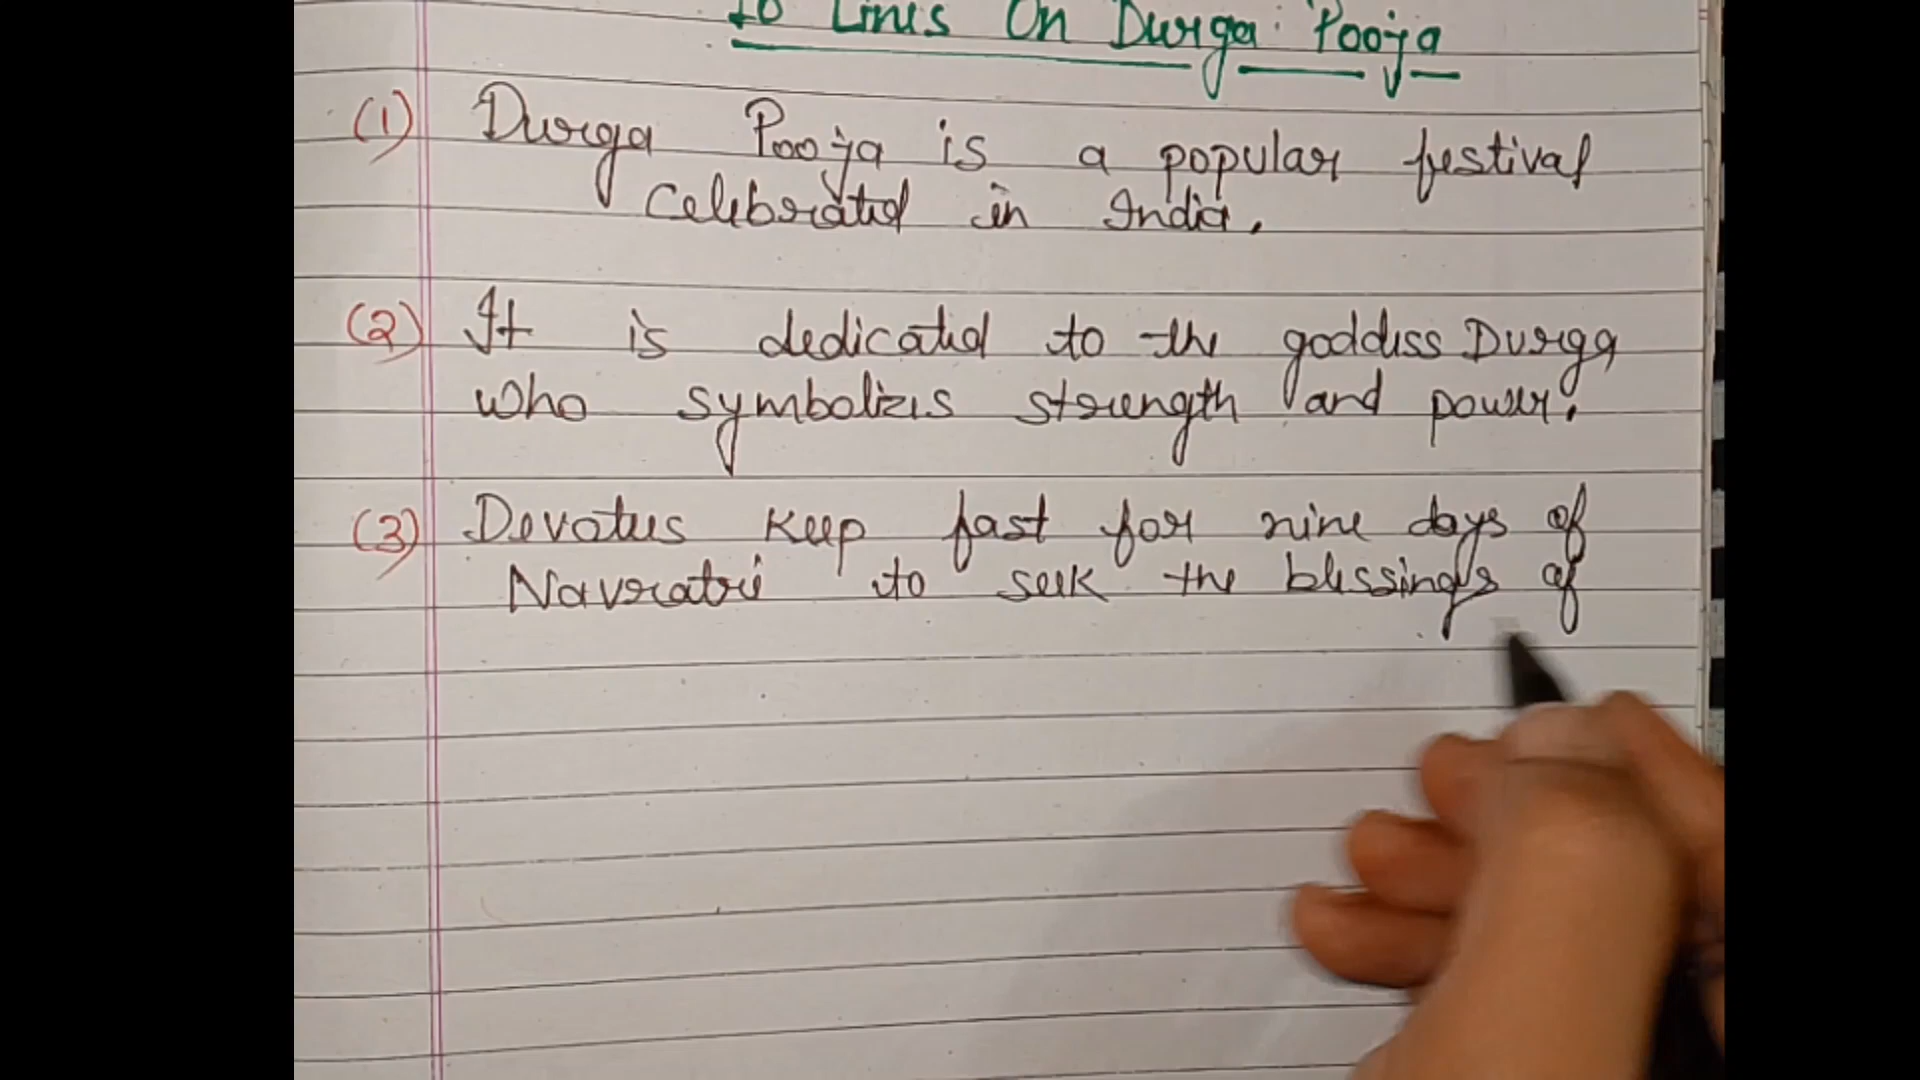 10 Lines On Durga Pooja
(1) Durga Pooja is a popular festival
Celebrated in India.
(2) It is dedicated to the goddess Durga
who symbolizes strength and power.
(3) Devotees keep fast for nine days of
Navratri to seek the blessings of